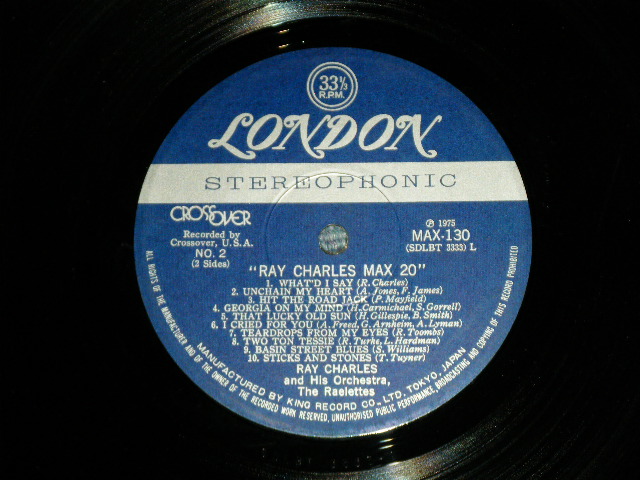 33⅓
R.P.M.
LONDON
STEREOPHONIC
CROSSOVER
Recorded by
Crossover, U.S.A.
NO. 2
(2 Sides)
℗ 1975
MAX-130
(SDLBT 3333) L
"RAY CHARLES MAX 20"
1. WHAT'D I SAY (R. Charles)
2. UNCHAIN MY HEART (A. Jones, F. James)
3. HIT THE ROAD JACK (P. Mayfield)
4. GEORGIA ON MY MIND (H. Carmichael, S. Gorrell)
5. THAT LUCKY OLD SUN (H. Gillespie, B. Smith)
6. I CRIED FOR YOU (A. Freed, G. Arnheim, A. Lyman)
7. TEARDROPS FROM MY EYES (R. Toombs)
8. TWO TON TESSIE (R. Turke, L. Hardman)
9. BASIN STREET BLUES (S. Williams)
10. STICKS AND STONES (T. Tuyner)
RAY CHARLES
and His Orchestra,
The Raelettes
MANUFACTURED BY KING RECORD CO., LTD. TOKYO, JAPAN
ALL RIGHTS OF THE MANUFACTURER AND OF THE OWNER OF THE RECORDED WORK RESERVED, UNAUTHORISED PUBLIC PERFORMANCE, BROADCASTING AND COPYING OF THIS RECORD PROHIBITED